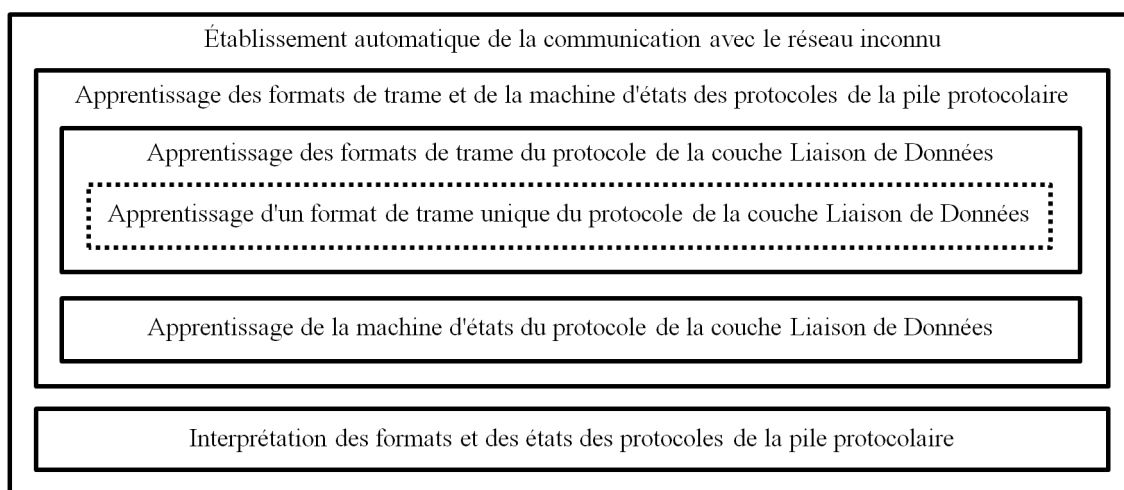 Établissement automatique de la communication avec le réseau inconnu
Apprentissage des formats de trame et de la machine d'états des protocoles de la pile protocolaire
Apprentissage des formats de trame du protocole de la couche Liaison de Données
Apprentissage d'un format de trame unique du protocole de la couche Liaison de Données
Apprentissage de la machine d'états du protocole de la couche Liaison de Données
Interprétation des formats et des états des protocoles de la pile protocolaire